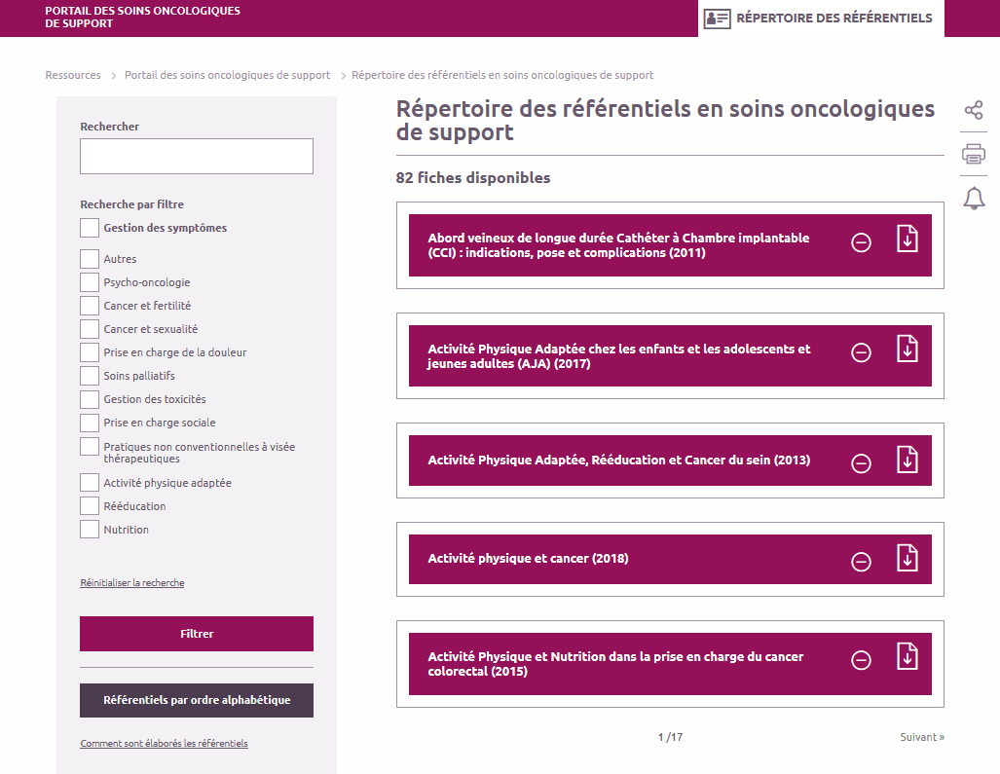 PORTAIL DES SOINS ONCOLOGIQUES
DE SUPPORT
RÉPERTOIRE DES RÉFÉRENTIELS
Ressources > Portail des soins oncologiques de support > Répertoire des référentiels en soins oncologiques de support
Rechercher
Recherche par filtre
Gestion des symptômes
Autres
Psycho-oncologie
Cancer et fertilité
Cancer et sexualité
Prise en charge de la douleur
Soins palliatifs
Gestion des toxicités
Prise en charge sociale
Pratiques non conventionnelles à visée
thérapeutiques
Activité physique adaptée
Rééducation
Nutrition
Réinitialiser la recherche
Filtrer
Référentiels par ordre alphabétique
Comment sont élaborés les référentiels
Répertoire des référentiels en soins oncologiques
de support
82 fiches disponibles
Abord veineux de longue durée Cathéter à Chambre implantable
(CCI) : indications, pose et complications (2011)
Activité Physique Adaptée chez les enfants et les adolescents et
jeunes adultes (AJA) (2017)
Activité Physique Adaptée, Rééducation et Cancer du sein (2013)
Activité physique et cancer (2018)
Activité Physique et Nutrition dans la prise en charge du cancer
colorectal (2015)
1 /17
Suivant »